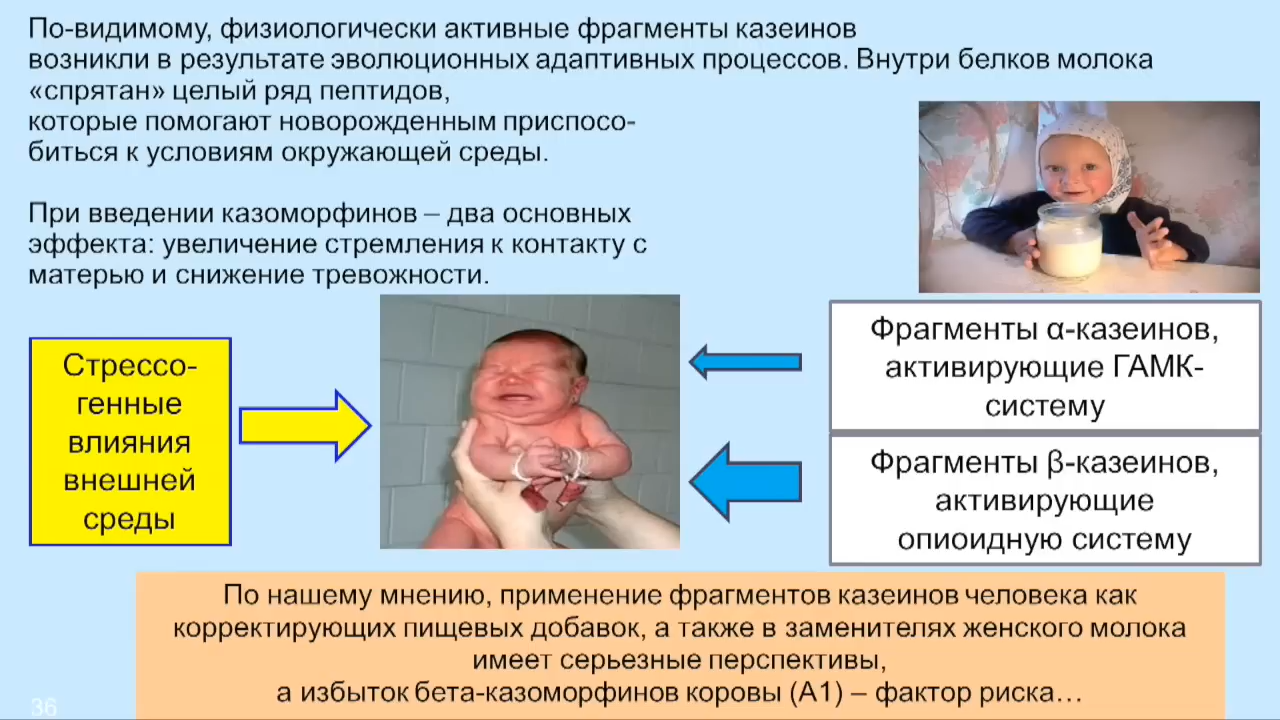 По-видимому, физиологически активные фрагменты казеинов
возникли в результате эволюционных адаптивных процессов. Внутри белков молока
«спрятан» целый ряд пептидов,
которые помогают новорожденным приспосо-
биться к условиям окружающей среды.
При введении казоморфинов – два основных
эффекта: увеличение стремления к контакту с
матерью и снижение тревожности.
Стрессо-
генные
влияния
внешней
среды
Фрагменты α-казеинов,
активирующие ГАМК-
систему
Фрагменты β-казеинов,
активирующие
опиоидную систему
По нашему мнению, применение фрагментов казеинов человека как
корректирующих пищевых добавок, а также в заменителях женского молока
имеет серьезные перспективы,
а избыток бета-казоморфинов коровы (А1) – фактор риска…
36